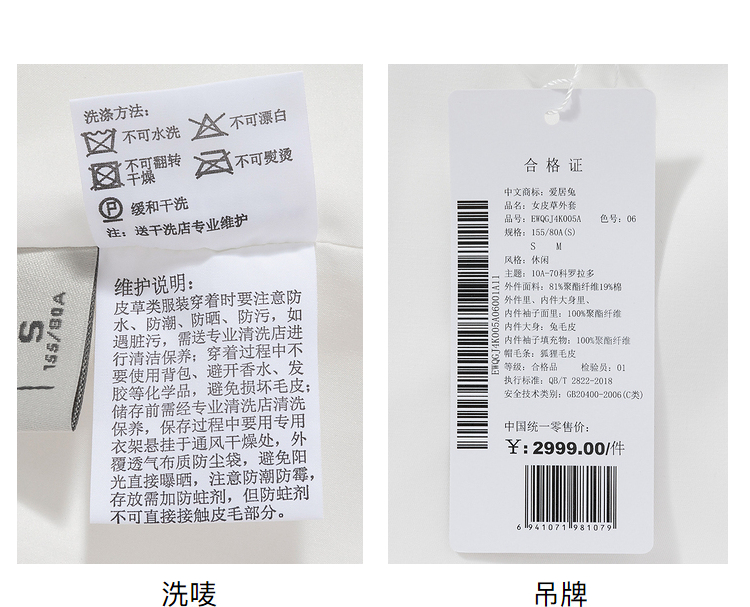 洗涤方法:
不可水洗
不可漂白
不可翻转
干燥
不可熨烫
P
缓和干洗
注: 送干洗店专业维护
S
155/80A
维护说明:
皮草类服装穿着时要注意防
水、防潮、防晒、防污, 如
遇脏污, 需送专业清洗店进
行清洁保养; 穿着过程中不
要使用背包、避开香水、发
胶等化学品, 避免损坏毛皮;
储存前需经专业清洗店清洗
保养, 保存过程中要用专用
衣架悬挂于通风干燥处, 外
覆透气布质防尘袋, 避免阳
光直接曝晒, 注意防潮防霉,
存放需加防蛀剂, 但防蛀剂
不可直接接触皮毛部分。
洗唛
合格证
中文商标: 爱居兔
品名: 女皮草外套
品号: EWQGJ4K005A 色号: 06
规格: 155/80A(S)
S M
风格: 休闲
主题: 10A-70科罗拉多
外件面料: 81%聚酯纤维19%棉
外件里、内件大身里、
内件袖子面里: 100%聚酯纤维
内件大身: 兔毛皮
内件袖子填充物: 100%聚酯纤维
帽毛条: 狐狸毛皮
等级: 合格品 检验员: 01
执行标准: QB/T 2822-2018
安全技术类别: GB20400-2006(C类)
EWQGJ4K005A06001A11
中国统一零售价:
¥: 2999.00/件
6 941071 981079
吊牌